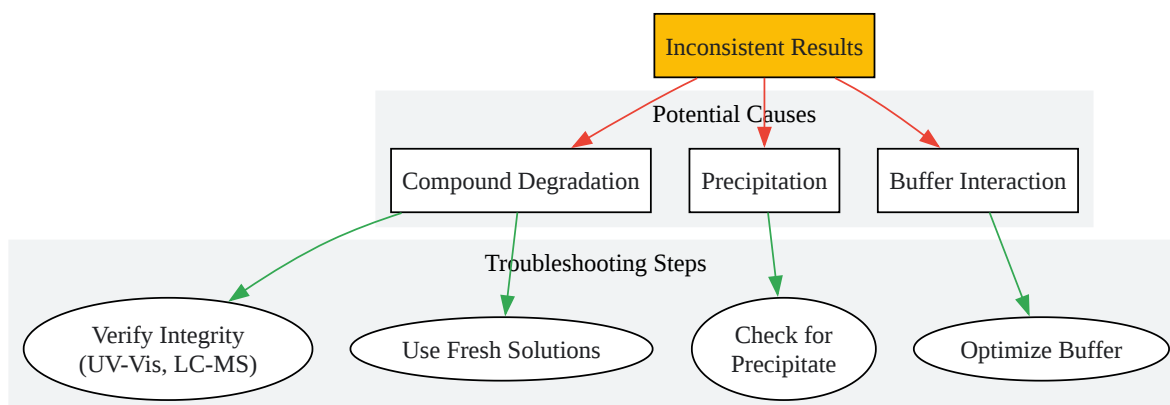 Inconsistent Results
Potential Causes
Compound Degradation
Precipitation
Buffer Interaction
Troubleshooting Steps
Verify Integrity
(UV-Vis, LC-MS)
Use Fresh Solutions
Check for
Precipitate
Optimize Buffer